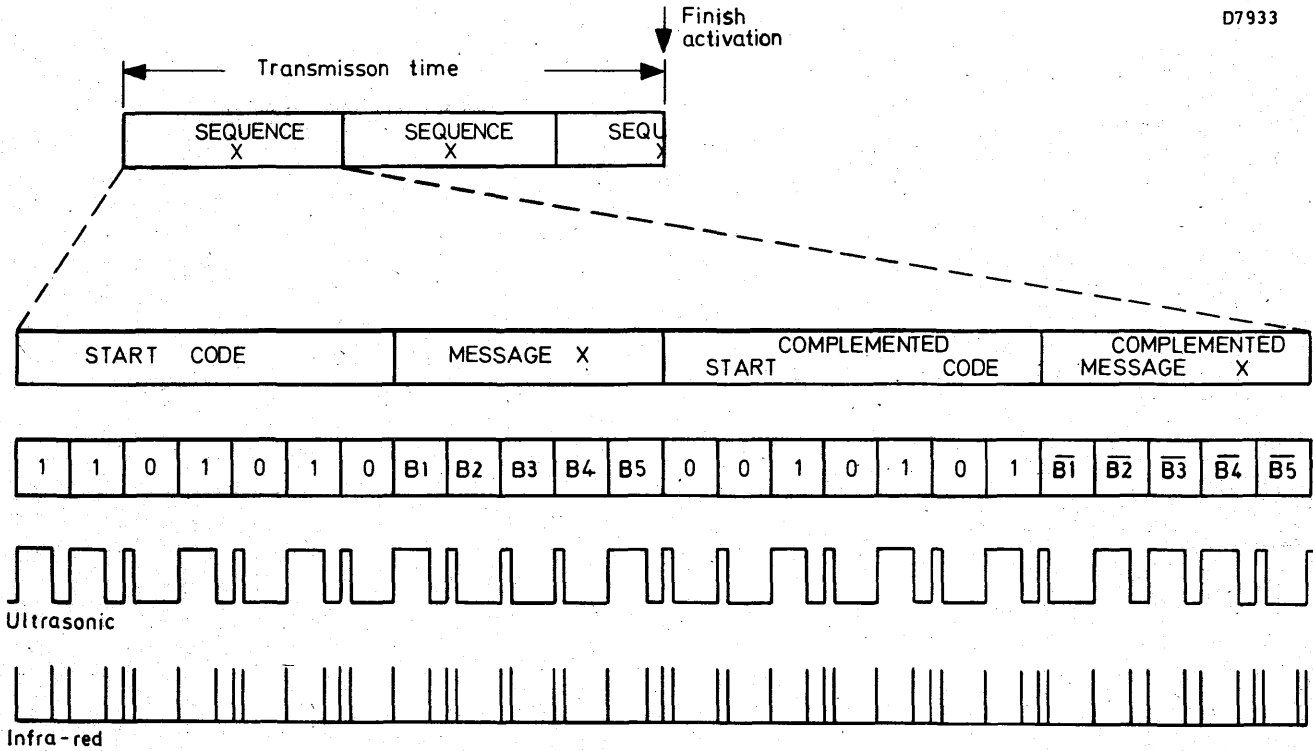 Finish
activation
D7933
Transmisson time
SEQUENCE
X
SEQUENCE
X
SEQU
X
START CODE
MESSAGE X
COMPLEMENTED
START CODE
COMPLEMENTED
MESSAGE X
1 1 0 1 0 1 0 B1 B2 B3 B4 B5 0 0 1 0 1 0 1 B̅1̅ B̅2̅ B̅3̅ B̅4̅ B̅5̅
Ultrasonic
Infra-red